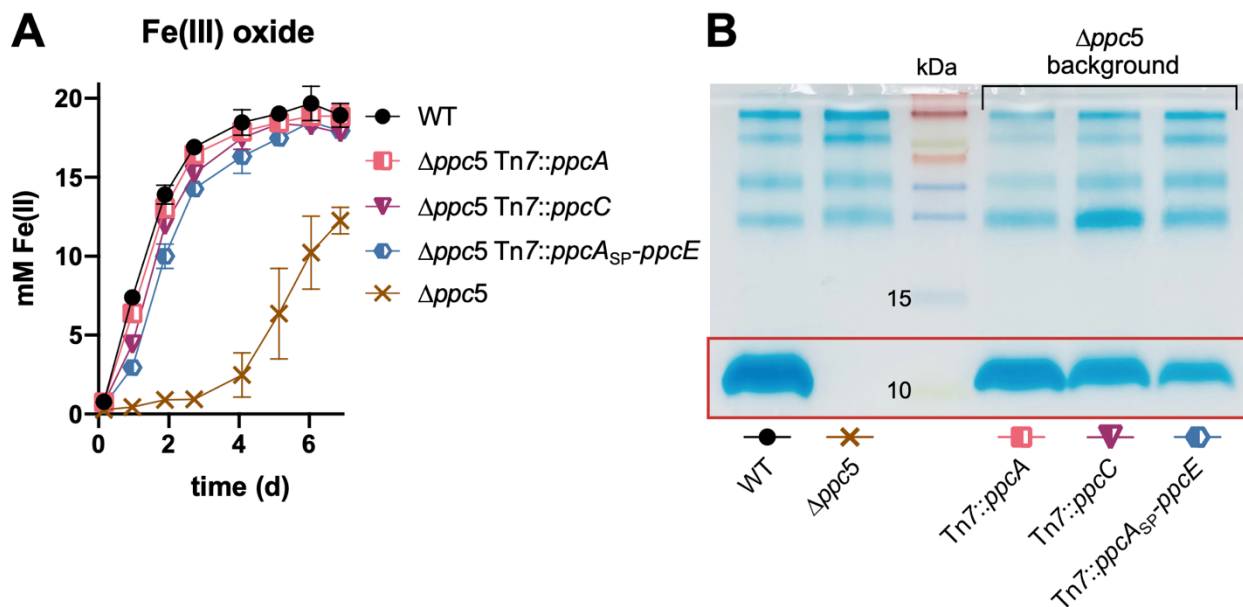 A
Fe(III) oxide
mM Fe(II)
20
15
10
5
0
0
2
4
6
time (d)
WT
Δppc5 Tn7::ppcA
Δppc5 Tn7::ppcC
Δppc5 Tn7::ppcASP-ppcE
Δppc5
B
kDa
Δppc5
background
15
10
WT
Δppc5
Tn7::ppcA
Tn7::ppcC
Tn7::ppcASP-ppcE